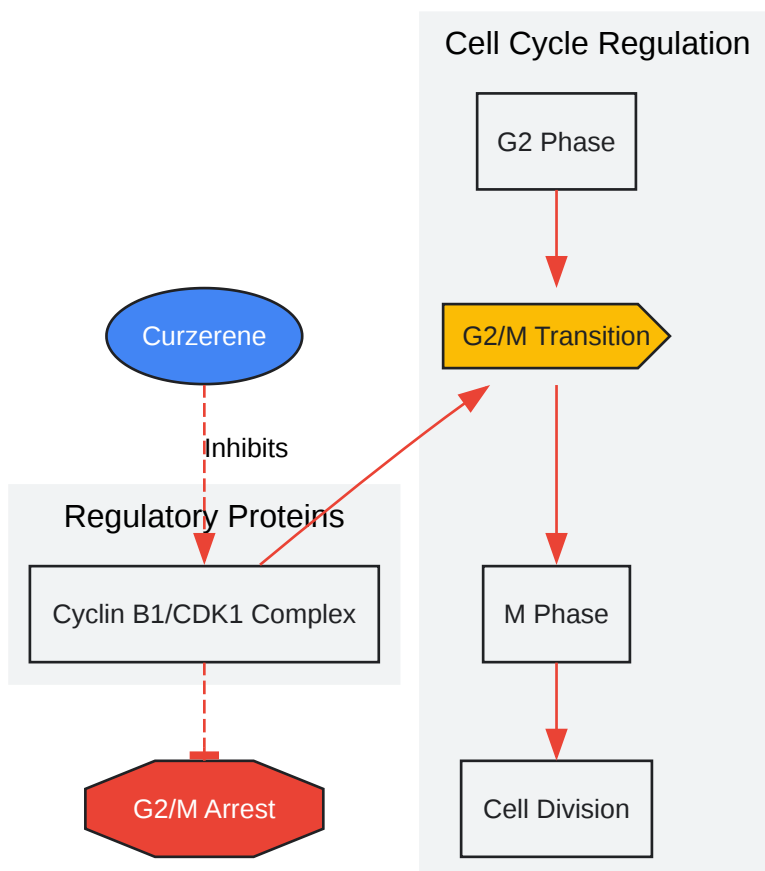 Cell Cycle Regulation
G2 Phase
Curzerene
G2/M Transition
Inhibits
Regulatory Proteins
Cyclin B1/CDK1 Complex
M Phase
G2/M Arrest
Cell Division